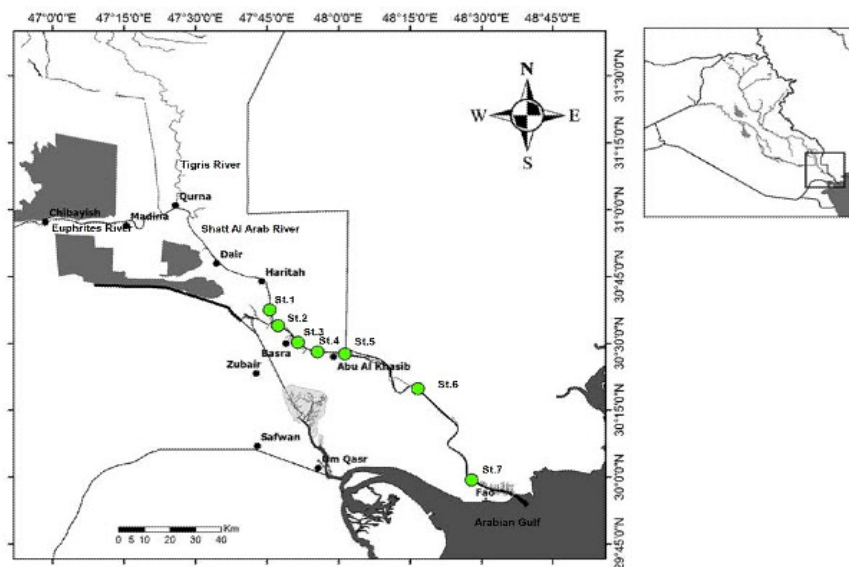 47°0'0"E 47°15'0"E 47°30'0"E 47°45'0"E 48°0'0"E 48°15'0"E 48°30'0"E 48°45'0"E
N
W E
S
31°30'0"N
31°15'0"N
31°0'0"N
30°45'0"N
30°30'0"N
30°15'0"N
30°0'0"N
29°45'0"N
Tigris River
Qurna
Chibayish
Madina
Euphrites River
Shatt Al Arab River
Dair
Haritah
St.1
St.2
St.3
St.4
St.5
Basra
Abu Al Khasib
Zubair
St.6
Safwan
Um Qasr
St.7
Fao
Arabian Gulf
Km
0 5 10 20 30 40